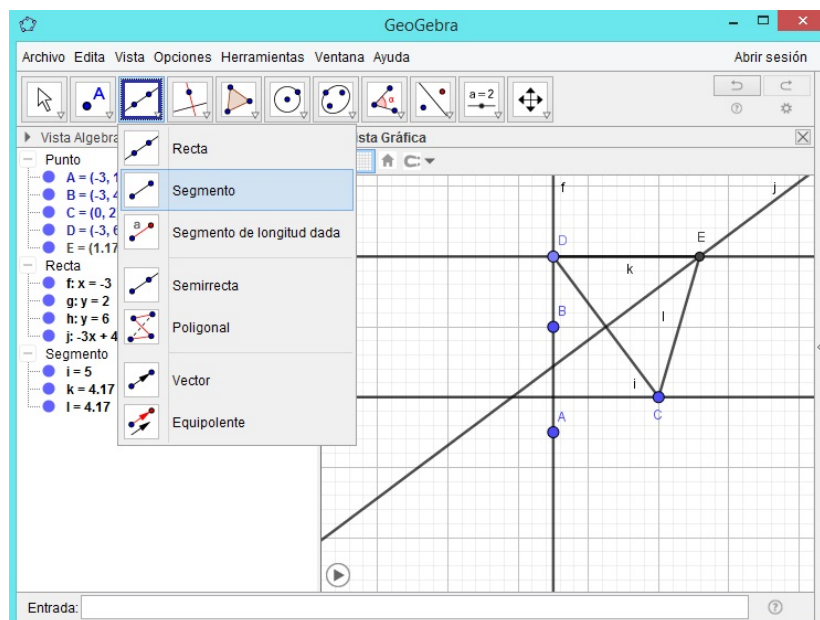 GeoGebra
Archivo Edita Vista Opciones Herramientas Ventana Ayuda Abrir sesión
A α a = 2
Vista Algebra
sta Gráfica
Punto
A = (-3, 1
B = (-3, 4
C = (0, 2
D = (-3, 6
E = (1.17
Recta
f: x = -3
g: y = 2
h: y = 6
j: -3x + 4
Segmento
i = 5
k = 4.17
l = 4.17
Recta
Segmento
a Segmento de longitud dada
Semirrecta
Poligonal
Vector
Equipolente
f
j
D
E
k
B
l
i
C
A
Entrada: